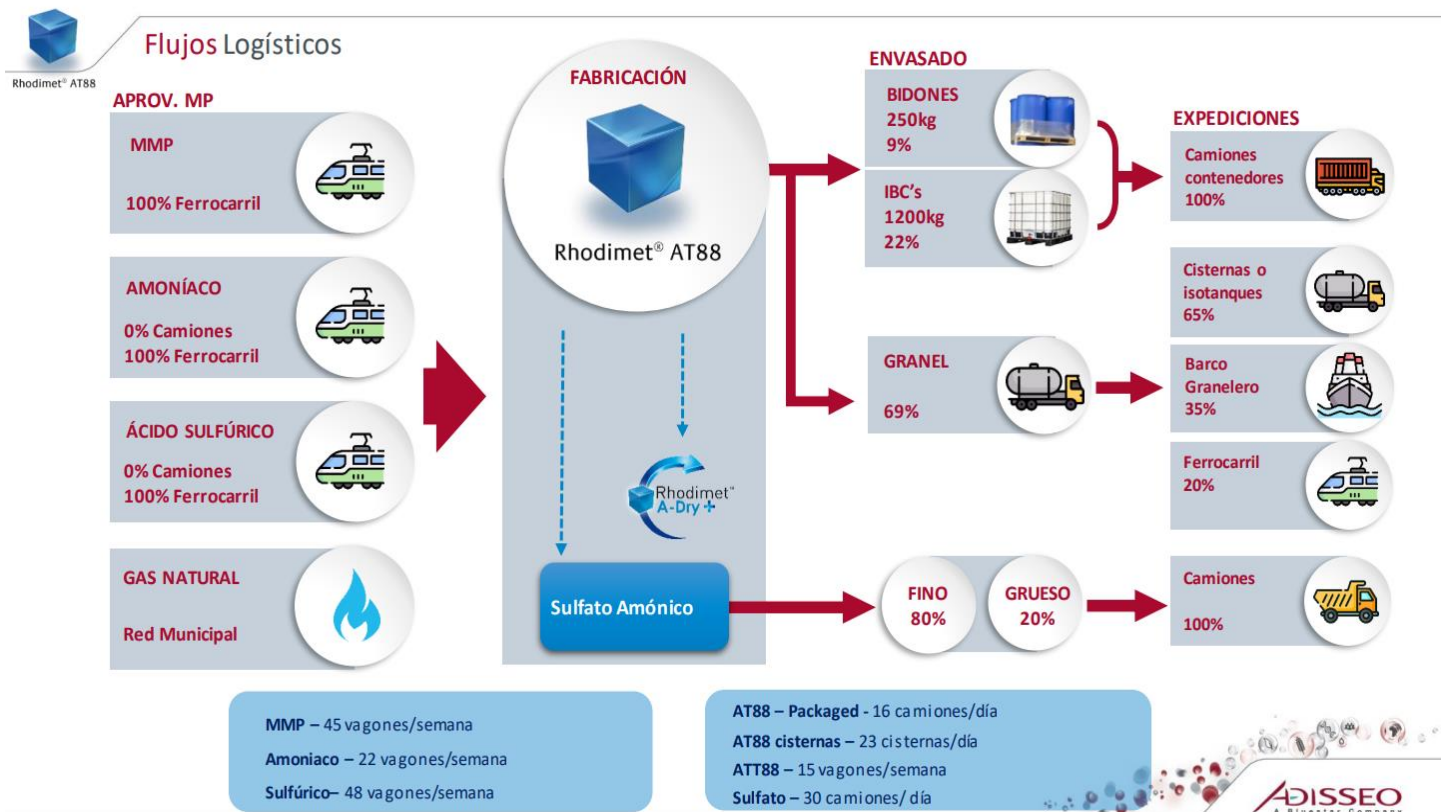 Flujos Logísticos
Rhodimet® AT88
APROV. MP
MMP
100% Ferrocarril
AMONÍACO
0% Camiones
100% Ferrocarril
ÁCIDO SULFÚRICO
0% Camiones
100% Ferrocarril
GAS NATURAL
Red Municipal
FABRICACIÓN
Rhodimet® AT88
Rhodimet™
A-Dry +
Sulfato Amónico
ENVASADO
BIDONES
250kg
9%
IBC's
1200kg
22%
GRANEL
69%
FINO
80%
GRUESO
20%
EXPEDICIONES
Camiones
contenedores
100%
Cisternas o
isotanques
65%
Barco
Granelero
35%
Ferrocarril
20%
Camiones
100%
MMP – 45 vagones/semana
Amoniaco – 22 vagones/semana
Sulfúrico– 48 vagones/semana
AT88 – Packaged - 16 camiones/día
AT88 cisternas – 23 cisternas/día
ATT88 – 15 vagones/semana
Sulfato – 30 camiones/ día
ADISSEO
A Bluestar Company